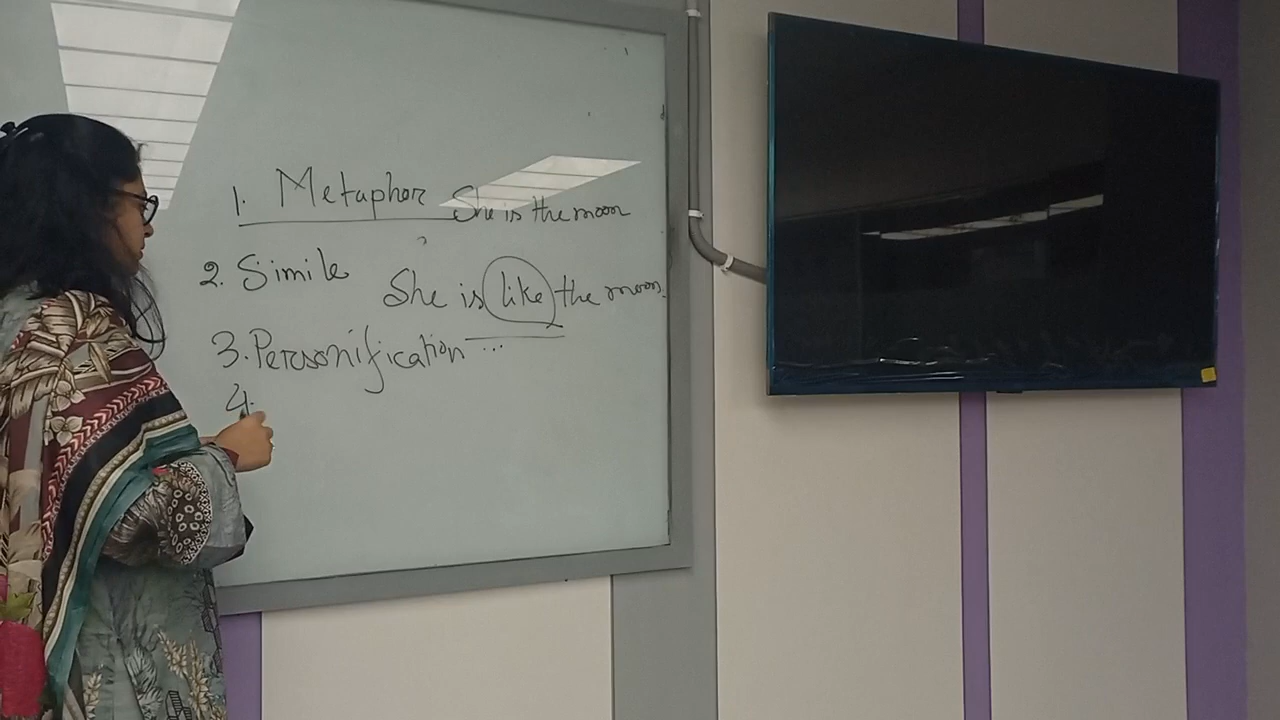 1. Metaphor She is the moon
2. Simile She is like the moon.
3. Personification ...
4.